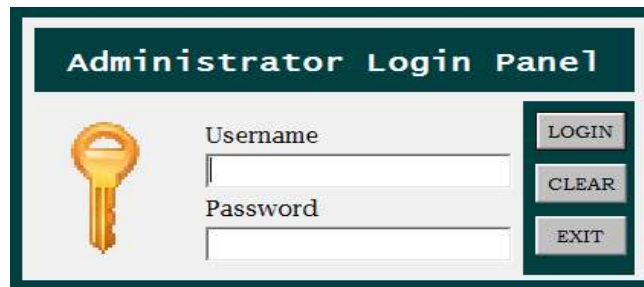 Administrator Login Panel
Username
Password
LOGIN
CLEAR
EXIT